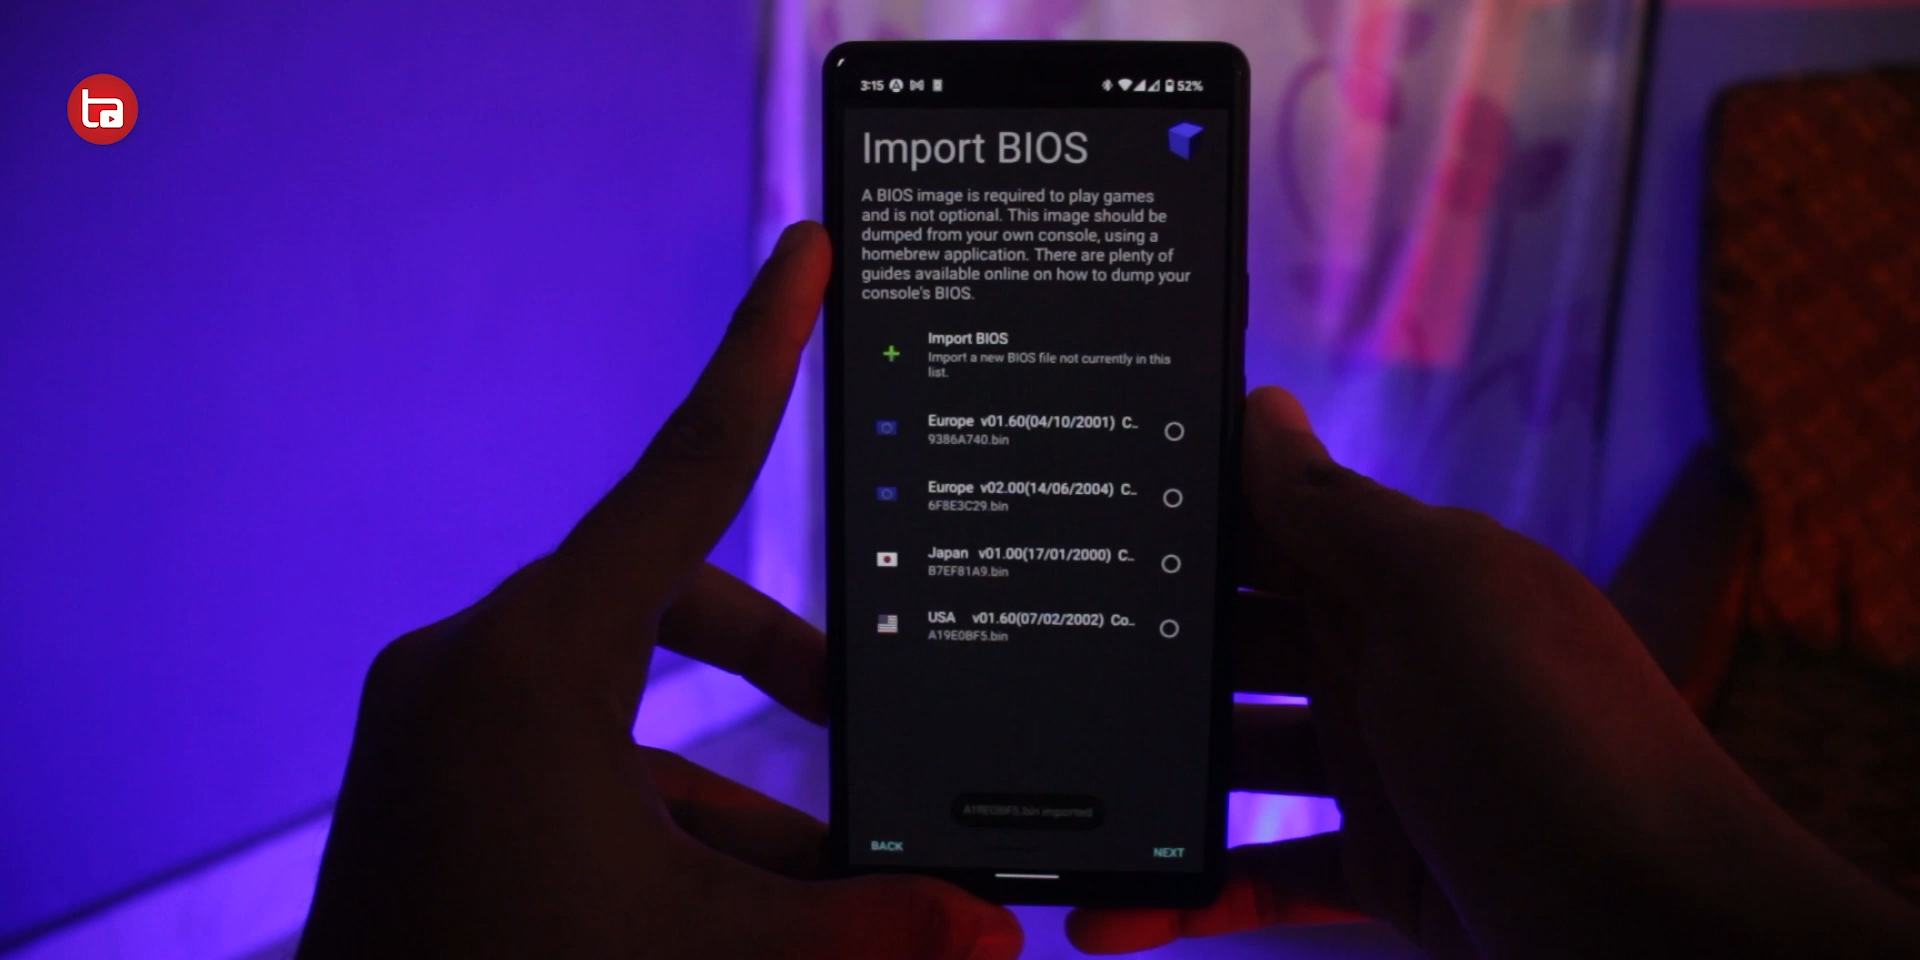 ta
3:15
52%
Import BIOS
A BIOS image is required to play games
and is not optional. This image should be
dumped from your own console, using a
homebrew application. There are plenty of
guides available online on how to dump your
console's BIOS.
Import BIOS
Import a new BIOS file not currently in this
list.
Europe v01.60(04/10/2001) C..
9386A740.bin
Europe v02.00(14/06/2004) C..
6F8E3C29.bin
Japan v01.00(17/01/2000) C..
B7EF81A9.bin
USA v01.60(07/02/2002) Co..
A19E0BF5.bin
A19E0BF5.bin imported
BACK
NEXT